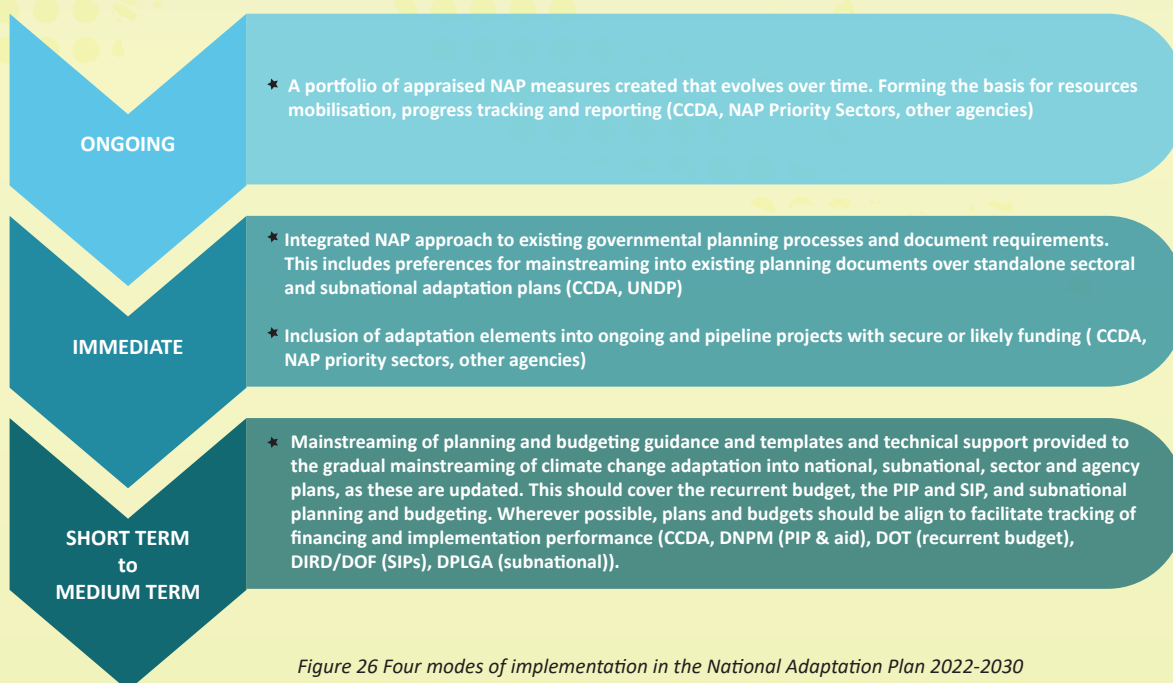 ONGOING
★ A portfolio of appraised NAP measures created that evolves over time. Forming the basis for resources
mobilisation, progress tracking and reporting (CCDA, NAP Priority Sectors, other agencies)
IMMEDIATE
★ Integrated NAP approach to existing governmental planning processes and document requirements.
This includes preferences for mainstreaming into existing planning documents over standalone sectoral
and subnational adaptation plans (CCDA, UNDP)
★ Inclusion of adaptation elements into ongoing and pipeline projects with secure or likely funding ( CCDA,
NAP priority sectors, other agencies)
SHORT TERM
to
MEDIUM TERM
★ Mainstreaming of planning and budgeting guidance and templates and technical support provided to
the gradual mainstreaming of climate change adaptation into national, subnational, sector and agency
plans, as these are updated. This should cover the recurrent budget, the PIP and SIP, and subnational
planning and budgeting. Wherever possible, plans and budgets should be align to facilitate tracking of
financing and implementation performance (CCDA, DNPM (PIP & aid), DOT (recurrent budget),
DIRD/DOF (SIPs), DPLGA (subnational)).
Figure 26 Four modes of implementation in the National Adaptation Plan 2022-2030